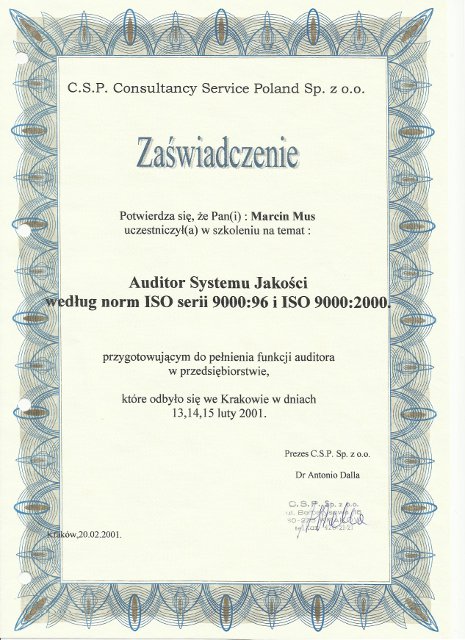 C.S.P. Consultancy Service Poland Sp. z o.o.
Zaświadczenie
Potwierdza się, że Pan(i) : Marcin Mus
uczestniczył(a) w szkoleniu na temat :
Auditor Systemu Jakości
według norm ISO serii 9000:96 i ISO 9000:2000.
przygotowującym do pełnienia funkcji auditora
w przedsiębiorstwie,
które odbyło się we Krakowie w dniach
13,14,15 luty 2001.
Prezes C.S.P. Sp. z o.o.
Dr Antonio Dalla
C.S.P. Sp. z o.o.
ul.
Kraków,20.02.2001.